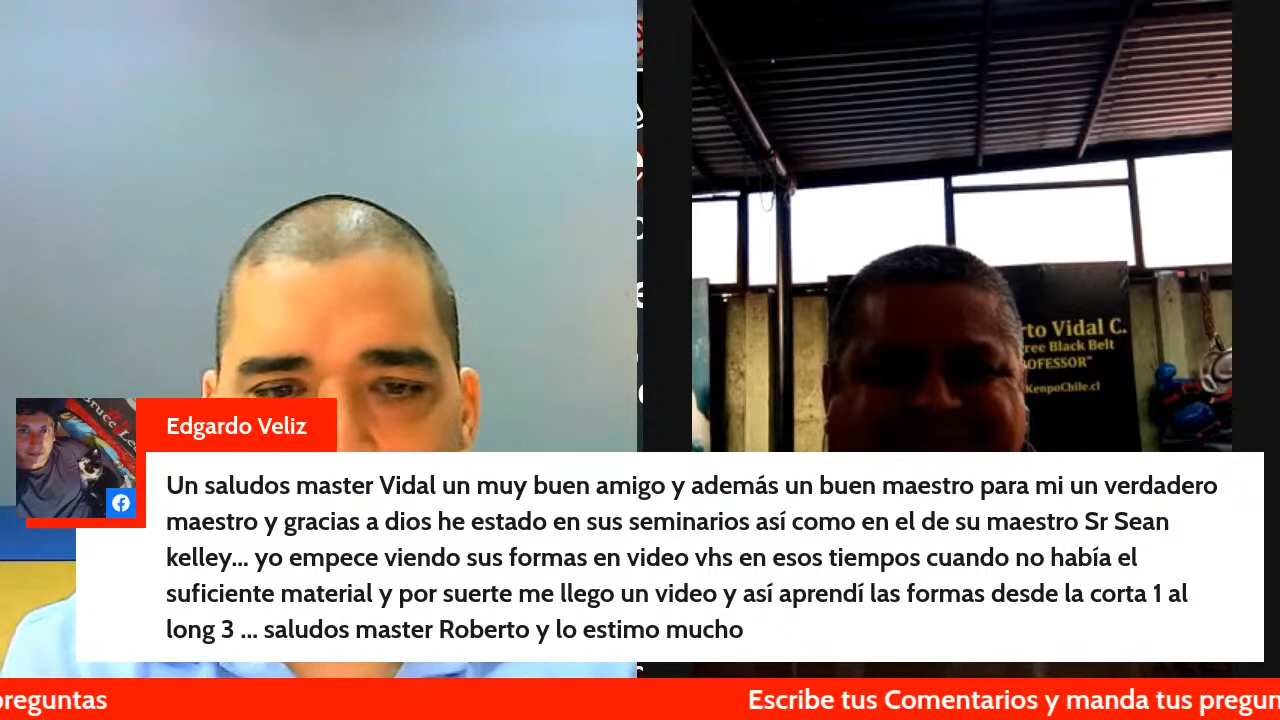 rto Vidal C.
ree Black Belt
OFESSOR"
KenpoChile.cl
Bruce Le
Edgardo Veliz
Un saludos master Vidal un muy buen amigo y además un buen maestro para mi un verdadero
maestro y gracias a dios he estado en sus seminarios así como en el de su maestro Sr Sean
kelley... yo empece viendo sus formas en video vhs en esos tiempos cuando no había el
suficiente material y por suerte me llego un video y así aprendí las formas desde la corta 1 al
long 3 ... saludos master Roberto y lo estimo mucho
preguntas
Escribe tus Comentarios y manda tus pregun